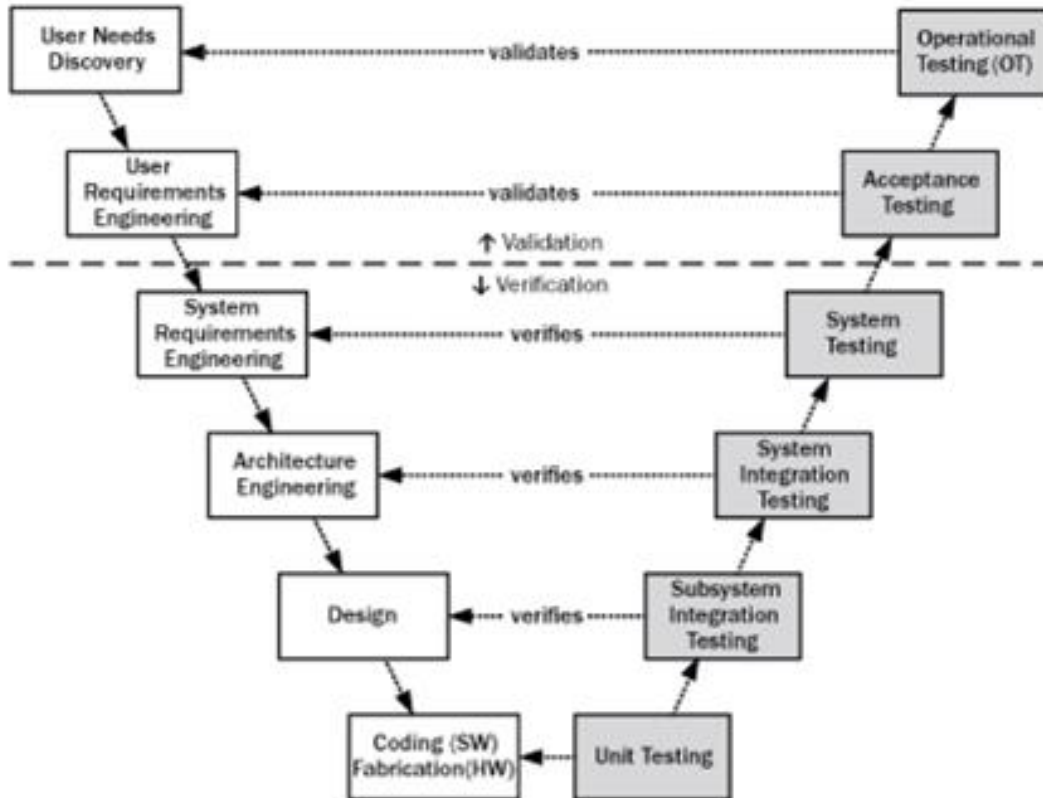 User Needs
Discovery
validates
Operational
Testing (OT)
User
Requirements
Engineering
validates
Acceptance
Testing
↑ Validation
↓ Verification
System
Requirements
Engineering
verifies
System
Testing
Architecture
Engineering
verifies
System
Integration
Testing
Design
verifies
Subsystem
Integration
Testing
Coding (SW)
Fabrication(HW)
Unit Testing